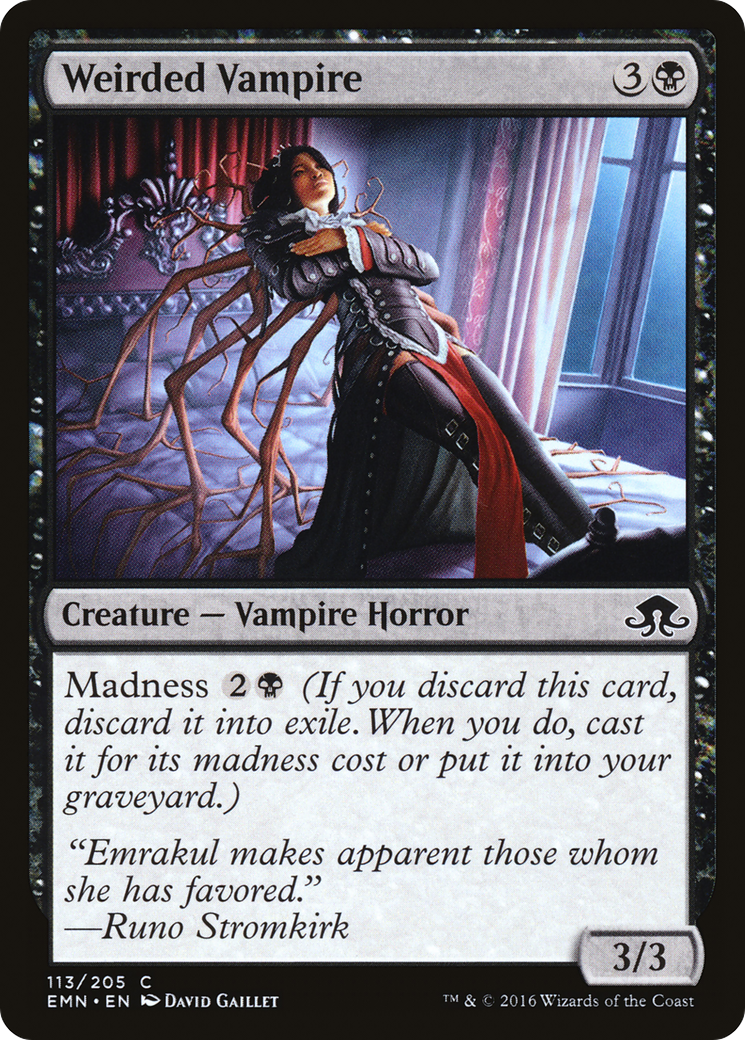 Weirded Vampire 3
Creature — Vampire Horror
Madness 2 (If you discard this card,
discard it into exile. When you do, cast
it for its madness cost or put it into your
graveyard.)
“Emrakul makes apparent those whom
she has favored.”
—Runo Stromkirk
3/3
113/205 C
EMN • EN DAVID GAILLET
™ & © 2016 Wizards of the Coast